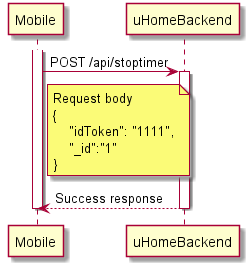 Mobile
uHomeBackend
POST /api/stoptimer
Request body
{
"idToken": "1111",
"_id":"1"
}
Success response
Mobile
uHomeBackend